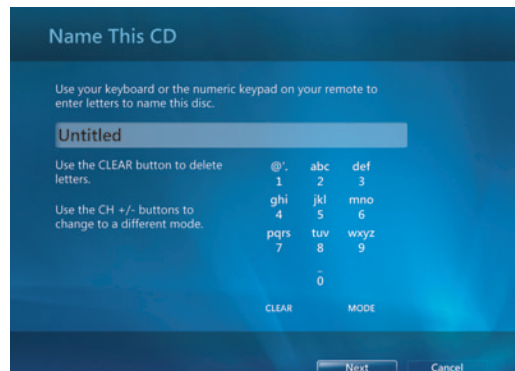 Name This CD
Use your keyboard or the numeric keypad on your remote to
enter letters to name this disc.
Untitled
Use the CLEAR button to delete
letters.
Use the CH +/- buttons to
change to a different mode.
@'. abc def
1 2 3
ghi jkl mno
4 5 6
pqrs tuv wxyz
7 8 9
_
0
CLEAR MODE
Next Cancel